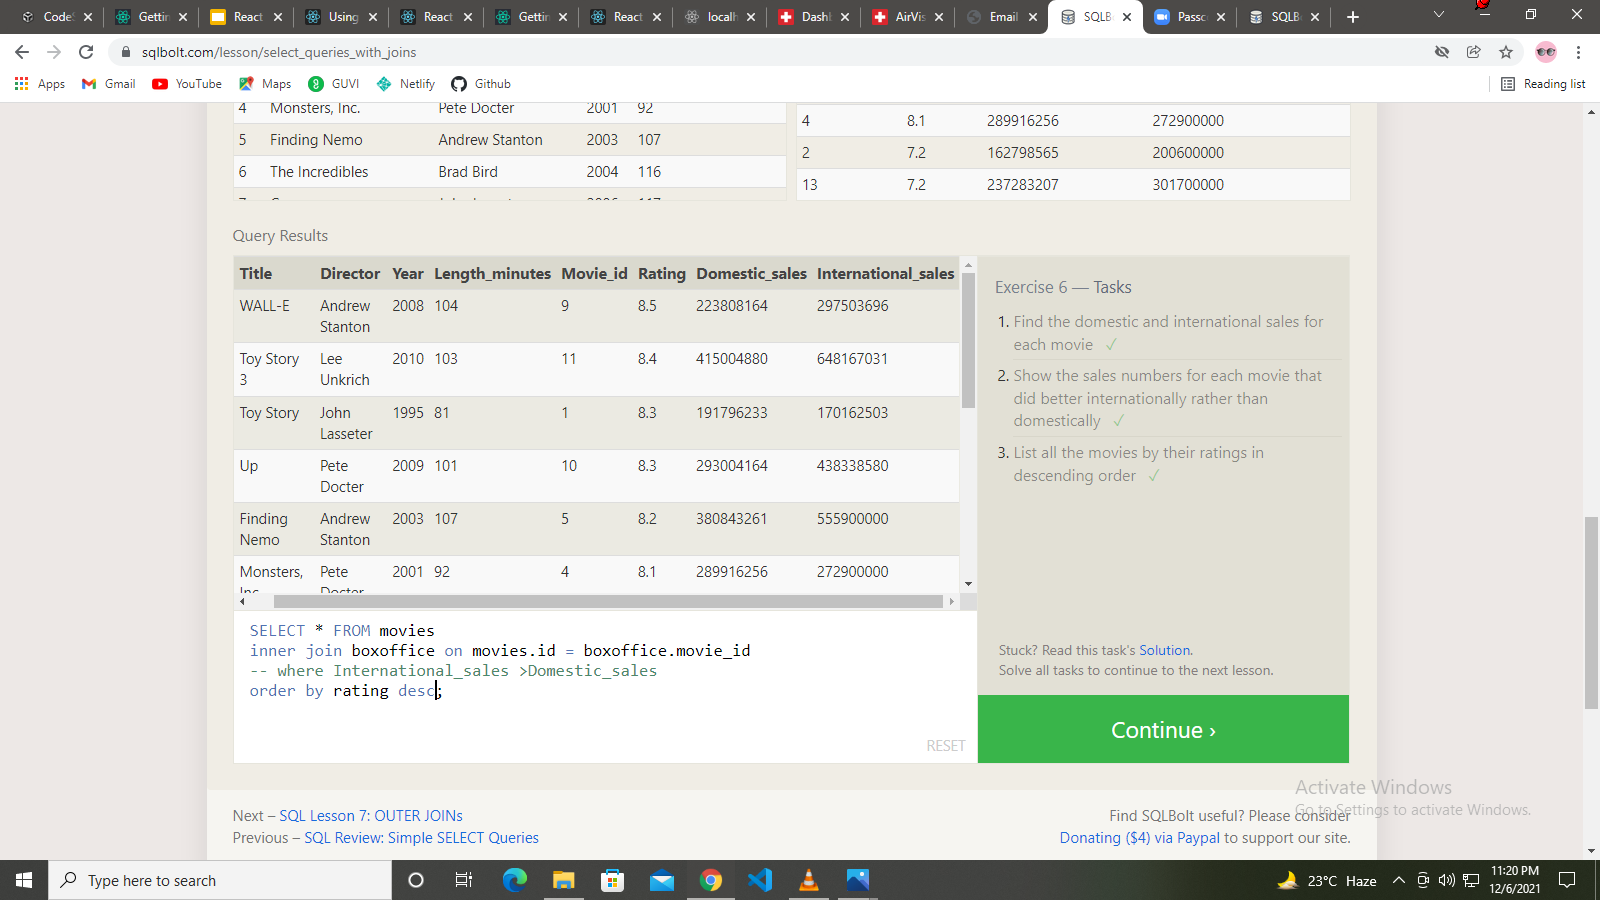 CodeS
Gettin
React
Using
React
Gettin
React
localh
Dash
AirVis
Email
SQLB
Passc
SQLB
sqlbolt.com/lesson/select_queries_with_joins
Apps Gmail YouTube Maps GUVI Netlify Github Reading list
4 Monsters, Inc. Pete Docter 2001 92
5 Finding Nemo Andrew Stanton 2003 107
6 The Incredibles Brad Bird 2004 116
4 8.1 289916256 272900000
2 7.2 162798565 200600000
13 7.2 237283207 301700000
Query Results
Title Director Year Length_minutes Movie_id Rating Domestic_sales International_sales
WALL-E Andrew Stanton 2008 104 9 8.5 223808164 297503696
Toy Story 3 Lee Unkrich 2010 103 11 8.4 415004880 648167031
Toy Story John Lasseter 1995 81 1 8.3 191796233 170162503
Up Pete Docter 2009 101 10 8.3 293004164 438338580
Finding Nemo Andrew Stanton 2003 107 5 8.2 380843261 555900000
Monsters, Inc. Pete Docter 2001 92 4 8.1 289916256 272900000
SELECT * FROM movies
inner join boxoffice on movies.id = boxoffice.movie_id
-- where International_sales >Domestic_sales
order by rating desc;
RESET
Exercise 6 — Tasks
1. Find the domestic and international sales for
each movie ✓
2. Show the sales numbers for each movie that
did better internationally rather than
domestically ✓
3. List all the movies by their ratings in
descending order ✓
Stuck? Read this task's Solution.
Solve all tasks to continue to the next lesson.
Continue ›
Next – SQL Lesson 7: OUTER JOINs
Previous – SQL Review: Simple SELECT Queries
Find SQLBolt useful? Please consider
Donating ($4) via Paypal to support our site.
Activate Windows
Go to Settings to activate Windows.
Type here to search
23°C Haze
11:20 PM
12/6/2021